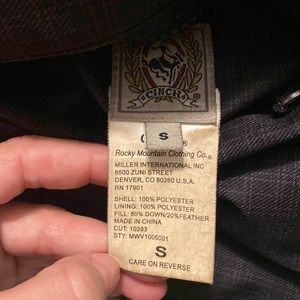 CINCH
S
Rocky Mountain Clothing Co.®
MILLER INTERNATIONAL INC
8500 ZUNI STREET
DENVER, CO 80260 U.S.A.
RN 17901
SHELL: 100% POLYESTER
LINING: 100% POLYESTER
FILL: 80% DOWN/20%FEATHER
MADE IN CHINA
CUT: 10283
STY: MWV1005001
S
CARE ON REVERSE